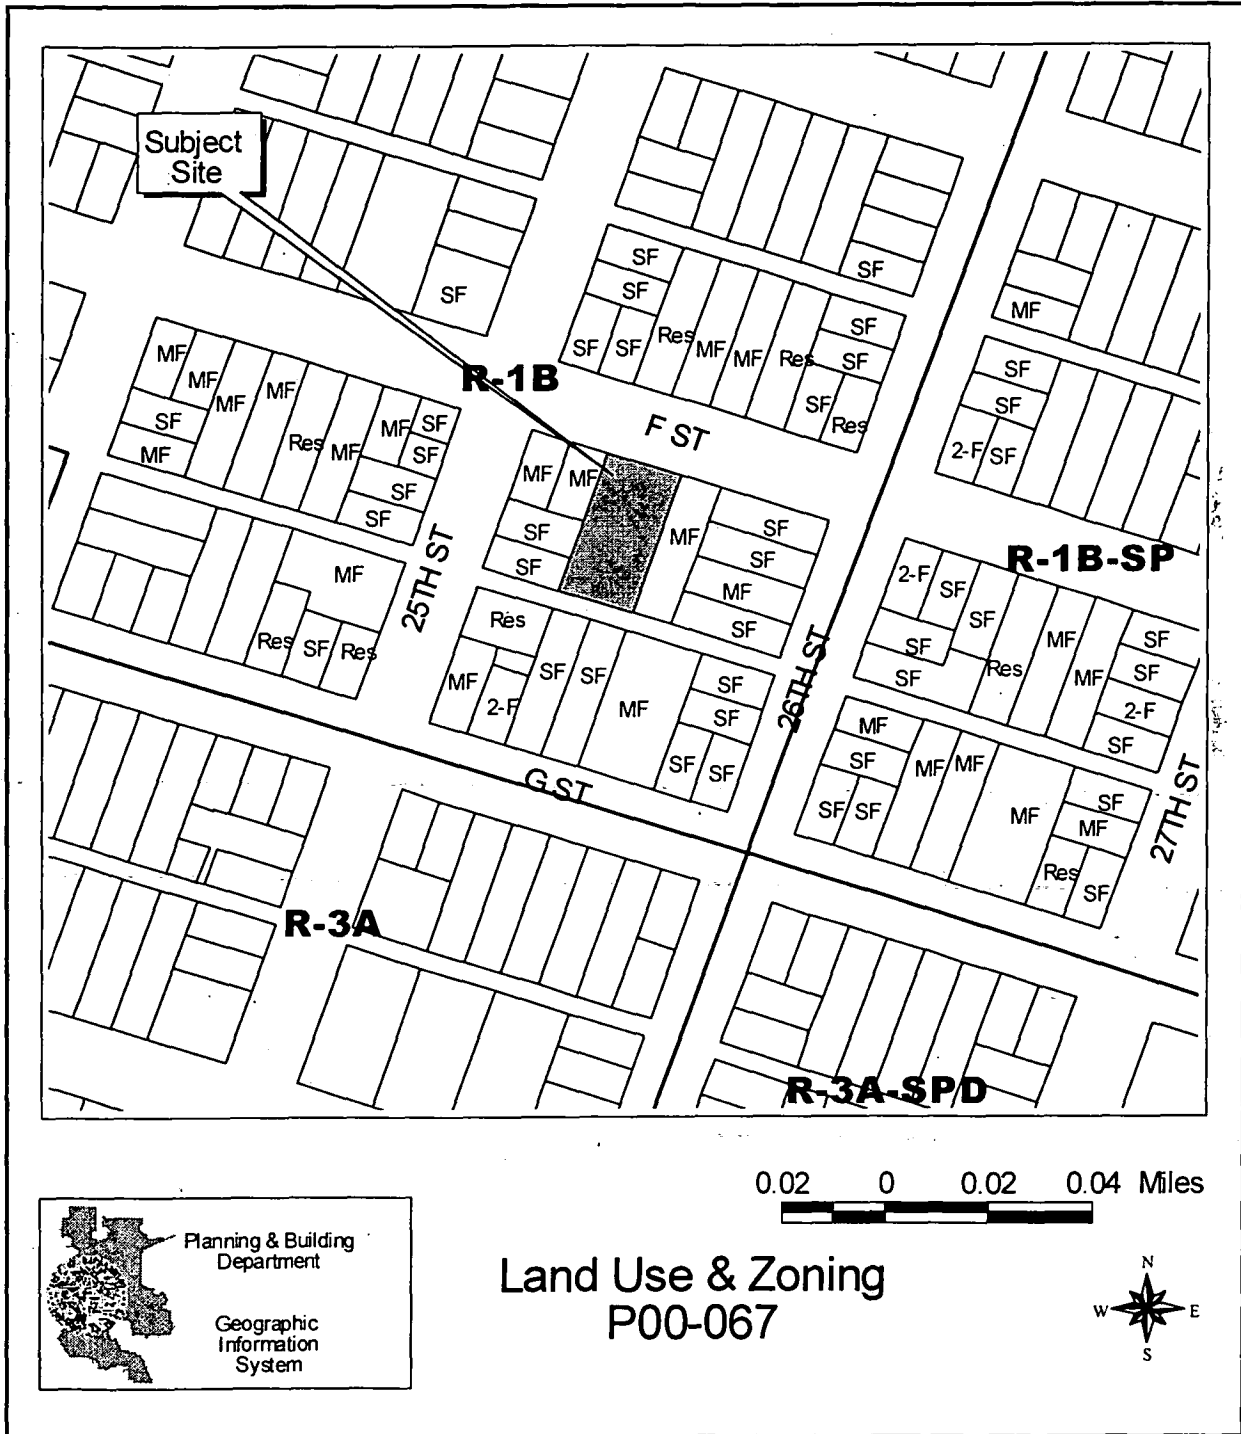 Subject
Site
SF
SF
SF
SF
MF
SF
SF
Res
MF
MF
Res
SF
SF
SF
Res
R-1B
F ST
SF
SF
2-F
SF
MF
MF
MF
MF
Res
MF
MF
SF
SF
SF
MF
SF
SF
MF
MF
SF
SF
MF
SF
SF
MF
SF
R-1B-SP
25TH ST
MF
Res
SF
Res
Res
MF
2-F
SF
SF
MF
SF
SF
SF
SF
26TH ST
2-F
SF
SF
SF
SF
Res
MF
MF
SF
SF
2-F
SF
MF
SF
SF
SF
MF
MF
MF
SF
MF
Res
SF
27TH ST
G ST
R-3A
R-3A-SPD
0.02 0 0.02 0.04 Miles
Planning & Building
Department
Geographic
Information
System
Land Use & Zoning
P00-067
N
W E
S